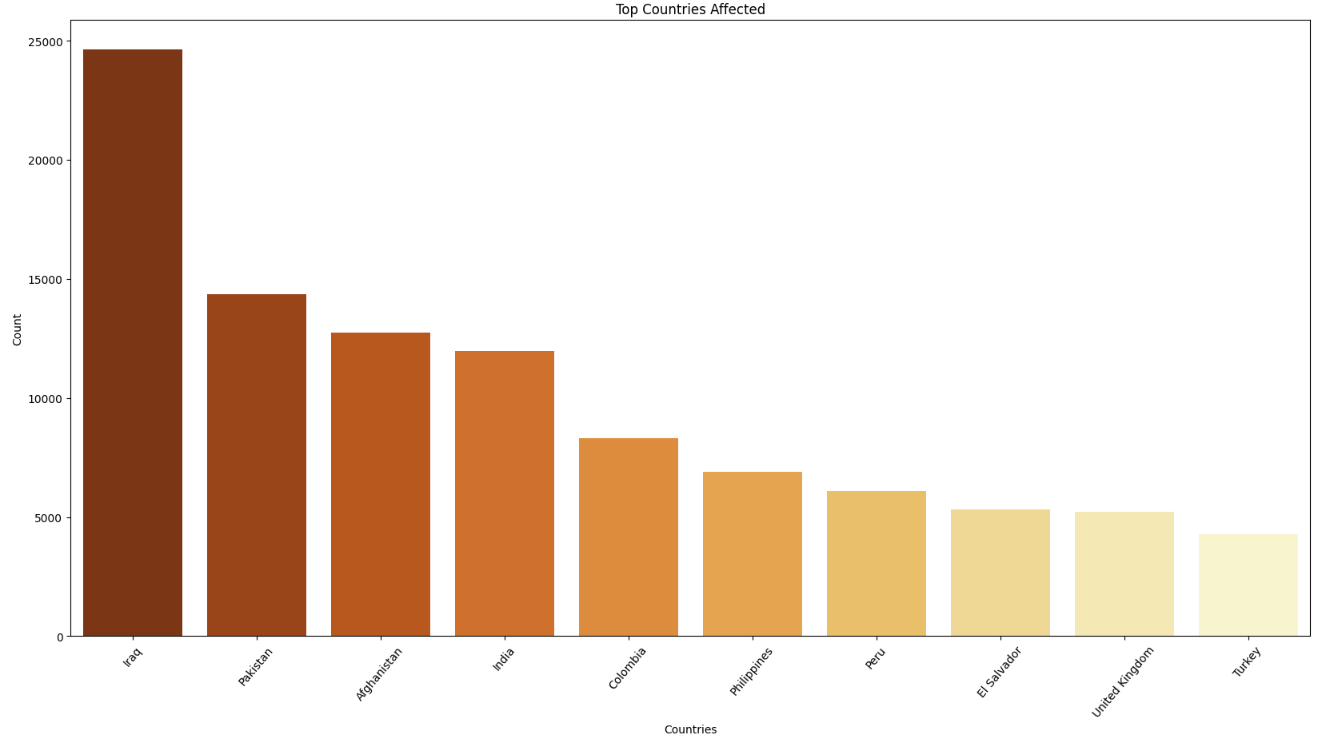 Top Countries Affected
25000
20000
15000
10000
5000
0
Count
Iraq
Pakistan
Afghanistan
India
Colombia
Philippines
Peru
El Salvador
United Kingdom
Turkey
Countries